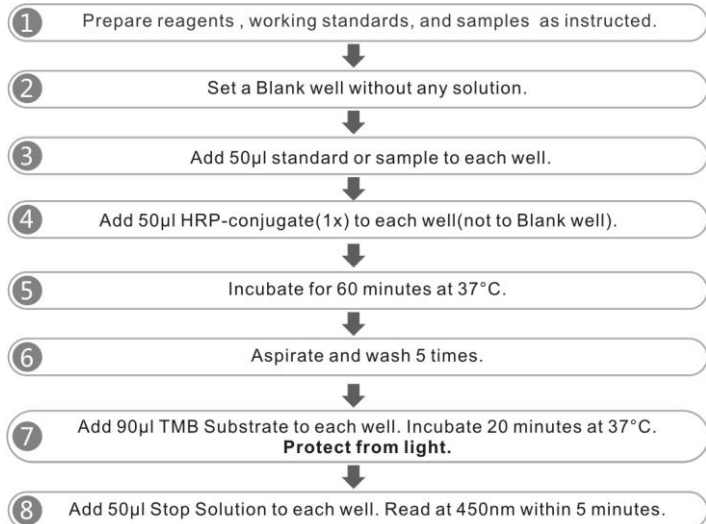 1 Prepare reagents , working standards, and samples as instructed.
2 Set a Blank well without any solution.
3 Add 50μl standard or sample to each well.
4 Add 50μl HRP-conjugate(1x) to each well(not to Blank well).
5 Incubate for 60 minutes at 37°C.
6 Aspirate and wash 5 times.
7 Add 90μl TMB Substrate to each well. Incubate 20 minutes at 37°C.
Protect from light.
8 Add 50μl Stop Solution to each well. Read at 450nm within 5 minutes.